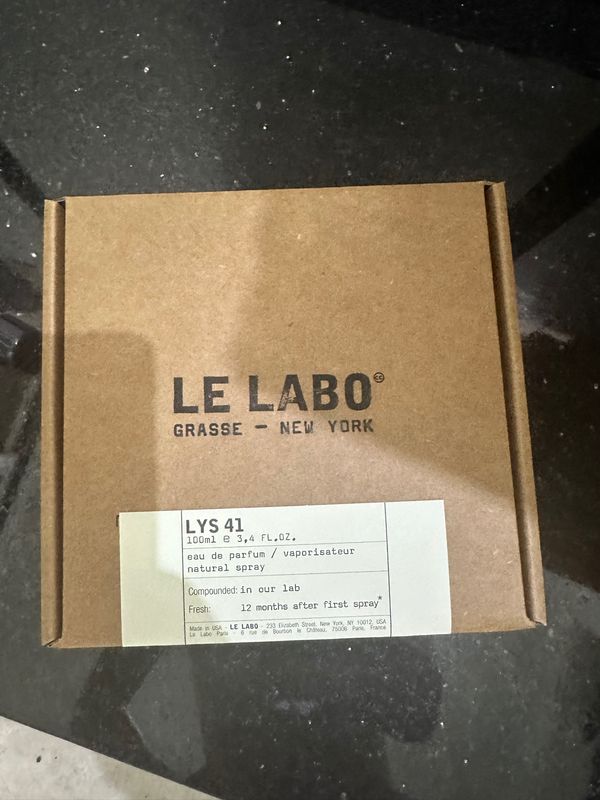 LE LABO
GRASSE — NEW YORK
LYS 41
100ml ℮ 3,4 FL.OZ.
eau de parfum / vaporisateur
natural spray
Compounded: in our lab
Fresh: 12 months after first spray*
Made in USA - LE LABO - 233 Elizabeth Street, New York, NY 10012, USA
Le Labo Paris - 6 rue de Bourbon le Château, 75006 Paris, France